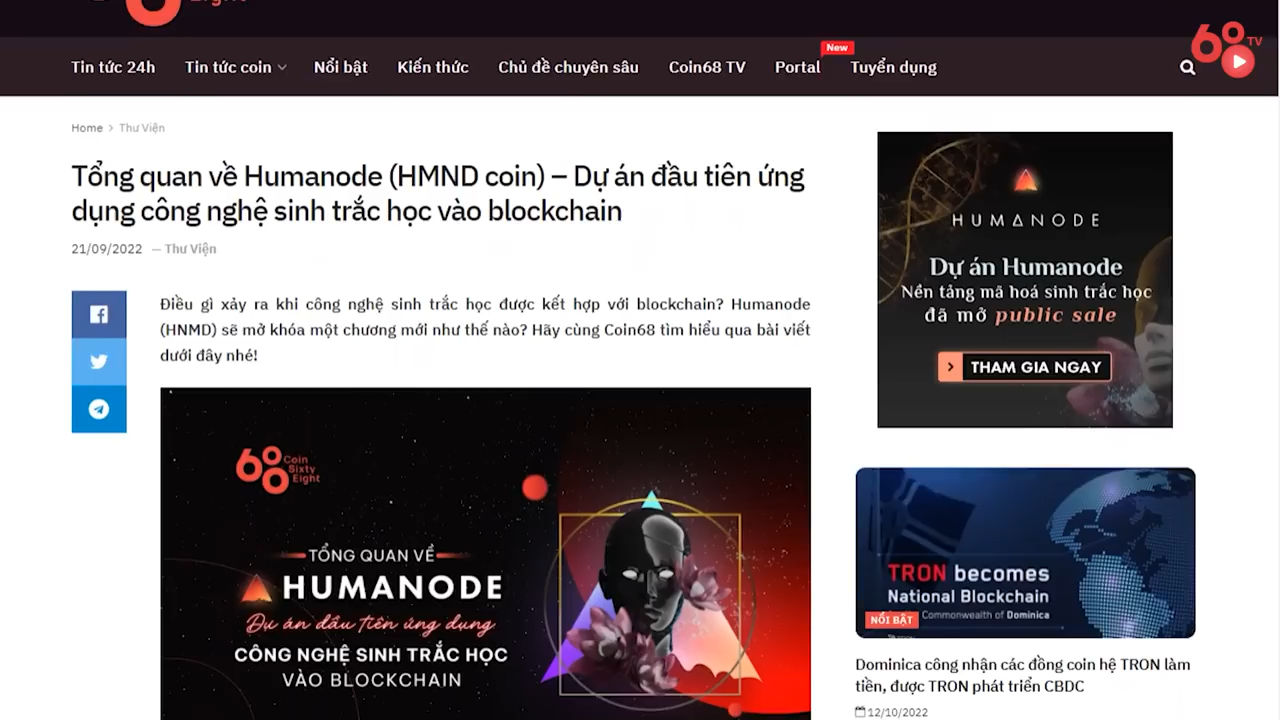 New
Tin tức 24h
Tin tức coin
Nổi bật
Kiến thức
Chủ đề chuyên sâu
Coin68 TV
Portal
Tuyển dụng
68 TV
Home > Thư Viện
Tổng quan về Humanode (HMND coin) – Dự án đầu tiên ứng
dụng công nghệ sinh trắc học vào blockchain
21/09/2022 — Thư Viện
Điều gì xảy ra khi công nghệ sinh trắc học được kết hợp với blockchain? Humanode
(HNMD) sẽ mở khóa một chương mới như thế nào? Hãy cùng Coin68 tìm hiểu qua bài viết
dưới đây nhé!
68 Coin
Sixty
Eight
TỔNG QUAN VỀ
HUMANODE
Dự án đầu tiên ứng dụng
CÔNG NGHỆ SINH TRẮC HỌC
VÀO BLOCKCHAIN
HUMANODE
Dự án Humanode
Nền tảng mã hoá sinh trắc học
đã mở public sale
THAM GIA NGAY
TRON becomes
National Blockchain
Commonwealth of Dominica
NỔI BẬT
Dominica công nhận các đồng coin hệ TRON làm
tiền, được TRON phát triển CBDC
12/10/2022